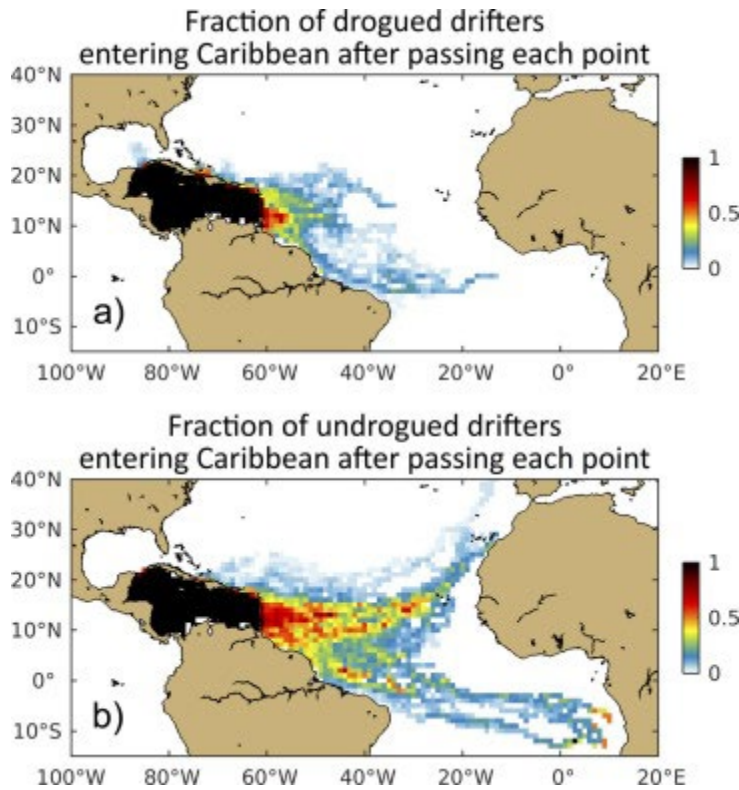 Fraction of drogued drifters
entering Caribbean after passing each point
40°N
30°N
20°N
10°N
0°
10°S
a)
1
0.5
0
100°W 80°W 60°W 40°W 20°W 0° 20°E
Fraction of undrogued drifters
entering Caribbean after passing each point
40°N
30°N
20°N
10°N
0°
10°S
b)
1
0.5
0
100°W 80°W 60°W 40°W 20°W 0° 20°E